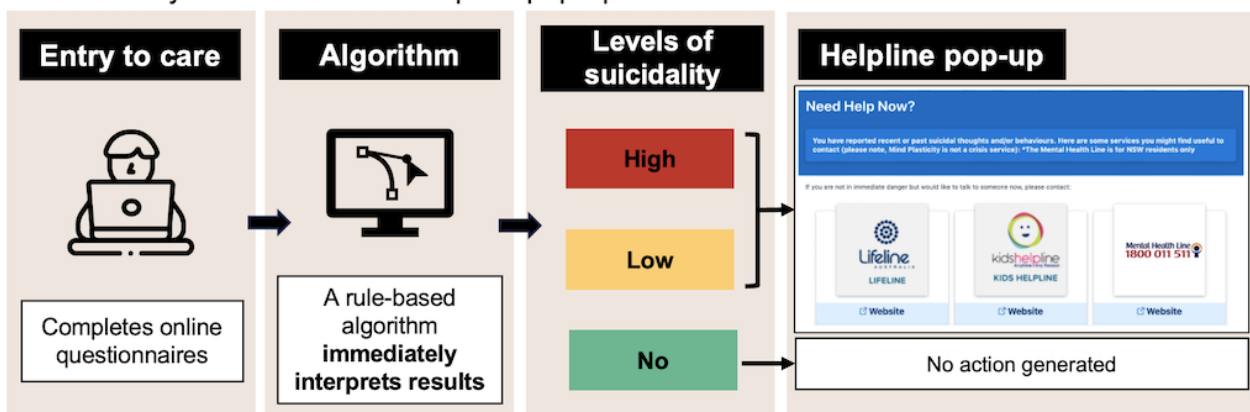 Entry to care
Completes online
questionnaires
Algorithm
A rule-based
algorithm
immediately
interprets results
Levels of
suicidality
High
Low
No
Helpline pop-up
Need Help Now?
You have reported recent or past suicidal thoughts and/or behaviours. Here are some services you might find useful to
contact (please note, Mind Plasticity is not a crisis service): *The Mental Health Line is for NSW residents only
If you are not in immediate danger but would like to talk to someone now, please contact:
Lifeline
AUSTRALIA
LIFELINE
Website
kidshelpline
KIDS HELPLINE
Website
Mental Health Line
1800 011 511
Website
No action generated